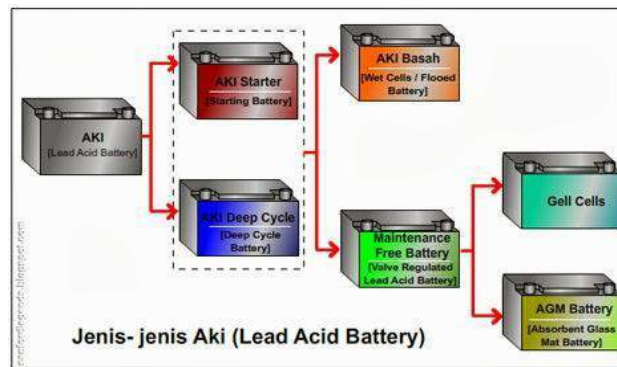 AKI
[Lead Acid Battery]
AKI Starter
[Starting Battery]
AKI Deep Cycle
[Deep Cycle
Battery]
AKI Basah
[Wet Cells / Flooed
Battery]
Maintenance
Free Battery
[Valve Regulated
Lead Acid Battery]
Gell Cells
AGM Battery
[Absorbent Glass
Mat Battery]
Jenis- jenis Aki (Lead Acid Battery)